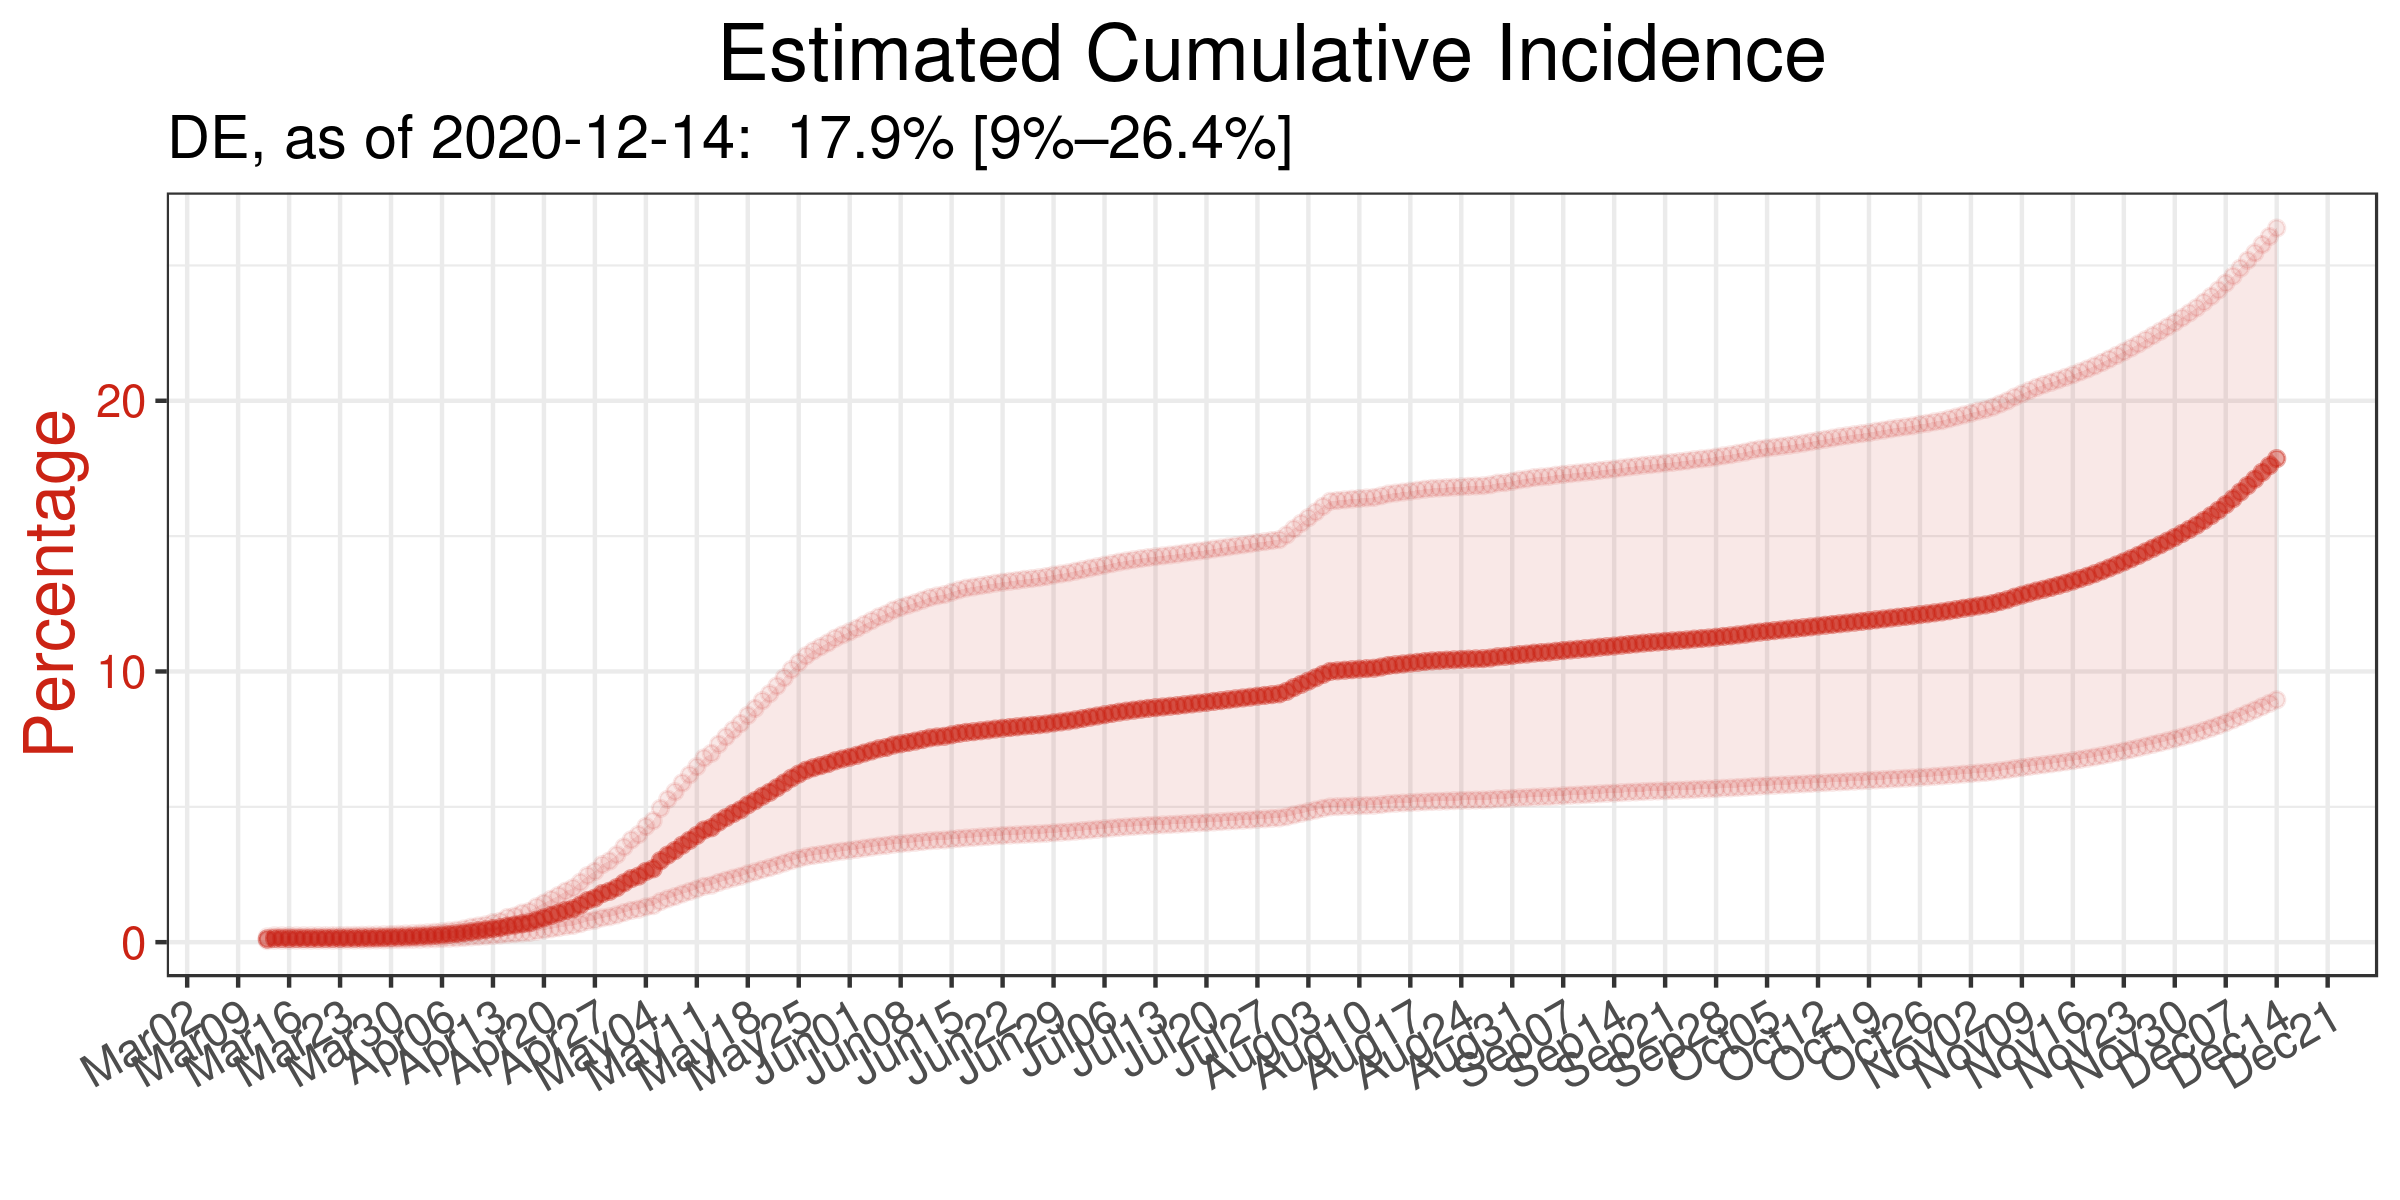 Estimated Cumulative Incidence
DE, as of 2020-12-14:  17.9% [9%–26.4%]
Percentage
20
10
0
Mar02
Mar09
Mar16
Mar23
Mar30
Apr06
Apr13
Apr20
Apr27
May04
May11
May18
May25
Jun01
Jun08
Jun15
Jun22
Jun29
Jul06
Jul13
Jul20
Jul27
Aug03
Aug10
Aug17
Aug24
Aug31
Sep07
Sep14
Sep21
Sep28
Oct05
Oct12
Oct19
Oct26
Nov02
Nov09
Nov16
Nov23
Nov30
Dec07
Dec14
Dec21